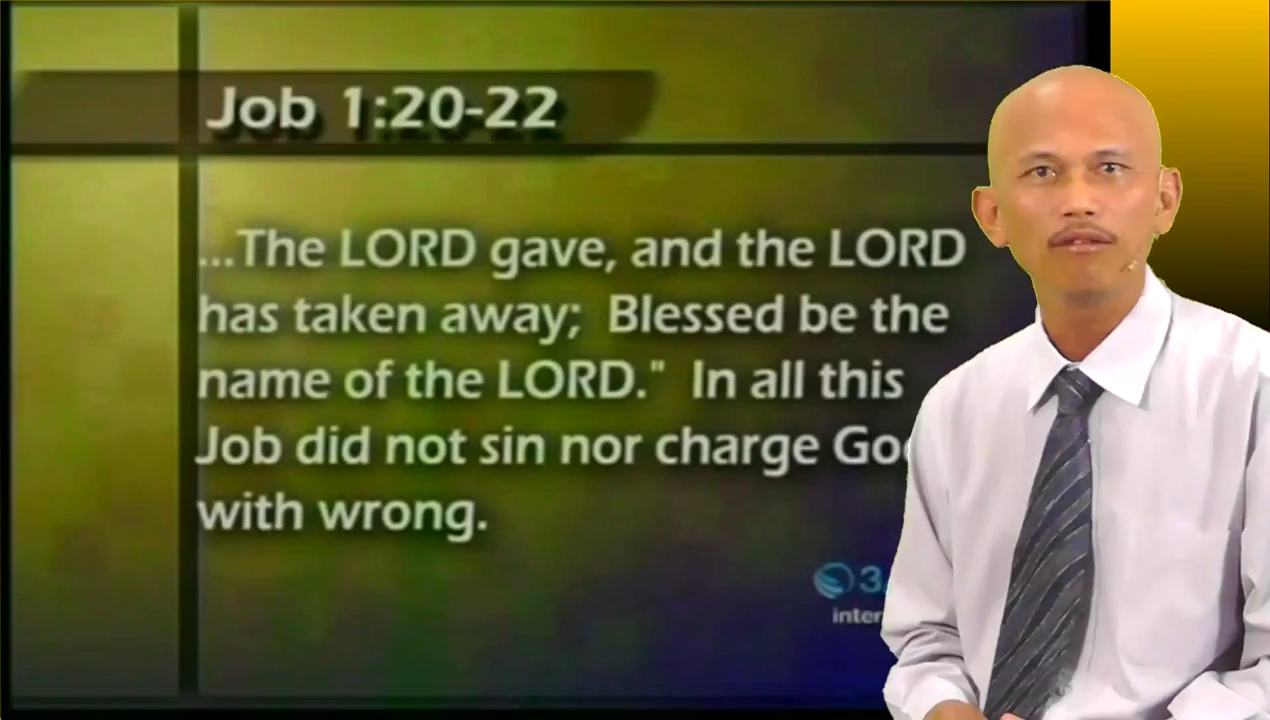 Job 1:20-22
...The LORD gave, and the LORD
has taken away; Blessed be the
name of the LORD." In all this
Job did not sin nor charge
with wrong.
3